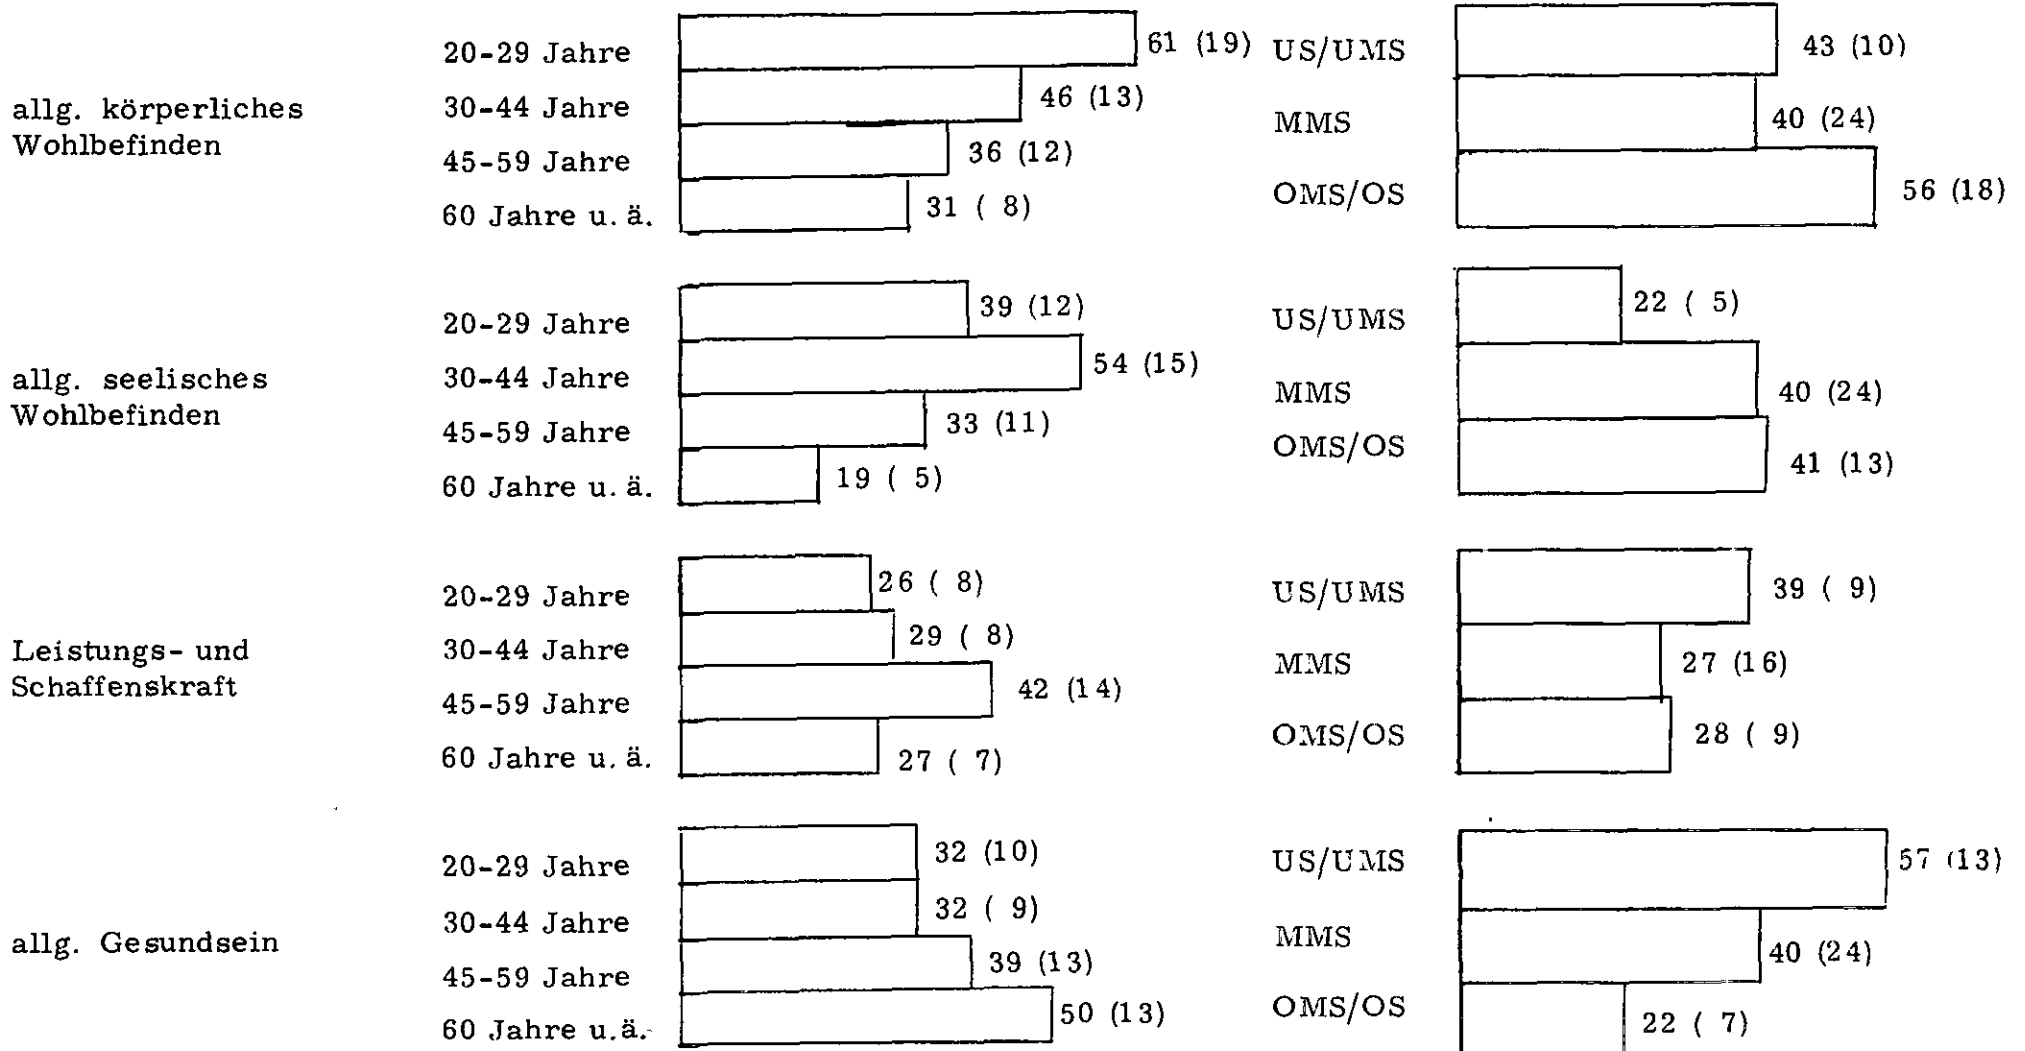 20-29 Jahre 61 (19) US/UMS 43 (10)
allg. körperliches 30-44 Jahre 46 (13)
Wohlbefinden MMS 40 (24)
45-59 Jahre 36 (12)
60 Jahre u. ä. 31 ( 8) OMS/OS 56 (18)
20-29 Jahre 39 (12) US/UMS 22 ( 5)
allg. seelisches 30-44 Jahre 54 (15)
Wohlbefinden MMS 40 (24)
45-59 Jahre 33 (11)
60 Jahre u. ä. 19 ( 5) OMS/OS 41 (13)
20-29 Jahre 26 ( 8) US/UMS 39 ( 9)
Leistungs- und 30-44 Jahre 29 ( 8)
Schaffenskraft MMS 27 (16)
45-59 Jahre 42 (14)
60 Jahre u. ä. 27 ( 7) OMS/OS 28 ( 9)
20-29 Jahre 32 (10) US/UMS 57 (13)
30-44 Jahre 32 ( 9)
allg. Gesundsein MMS 40 (24)
45-59 Jahre 39 (13)
60 Jahre u.ä. 50 (13) OMS/OS 22 ( 7)